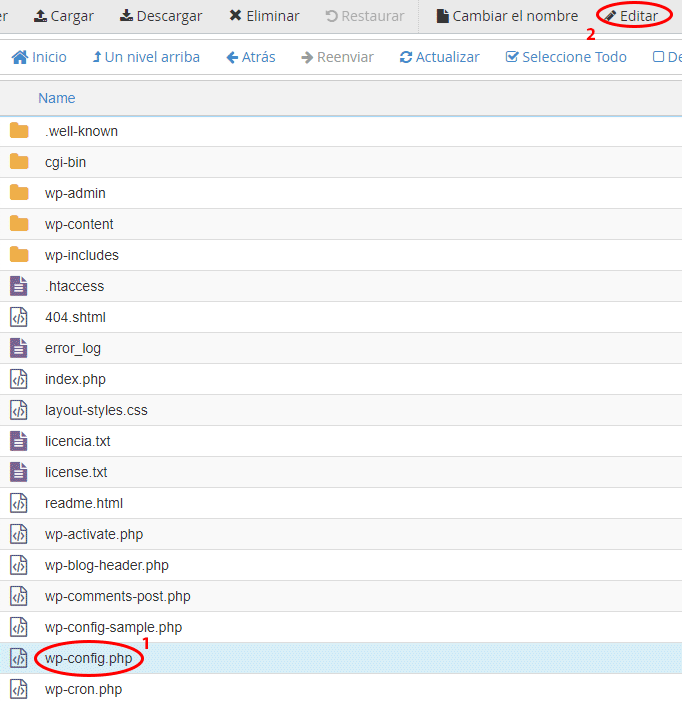 er Cargar Descargar Eliminar Restaurar Cambiar el nombre Editar
2
Inicio Un nivel arriba Atrás Reenviar Actualizar Seleccione Todo De
Name
.well-known
cgi-bin
wp-admin
wp-content
wp-includes
.htaccess
404.shtml
error_log
index.php
layout-styles.css
licencia.txt
license.txt
readme.html
wp-activate.php
wp-blog-header.php
wp-comments-post.php
wp-config-sample.php
1
wp-config.php
wp-cron.php